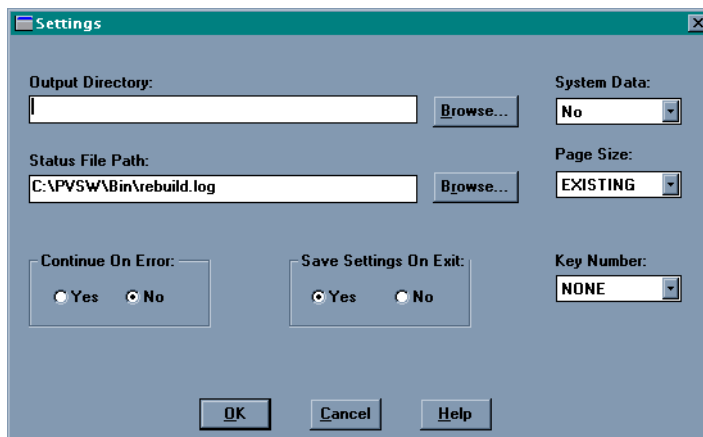 Settings
Output Directory:
Browse...
System Data:
No
Status File Path:
C:\PVSW\Bin\rebuild.log
Browse...
Page Size:
EXISTING
Continue On Error:
Yes No
Save Settings On Exit:
Yes No
Key Number:
NONE
OK Cancel Help